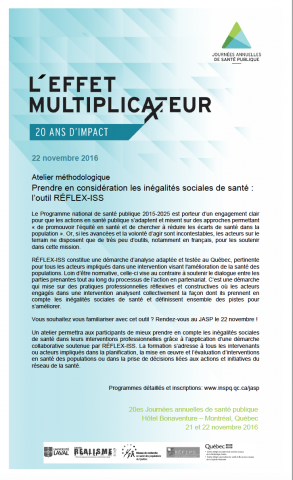 JOURNÉES ANNUELLES
DE SANTÉ PUBLIQUE
L'EFFET
MULTIPLICATEUR
20 ANS D'IMPACT
22 novembre 2016
Atelier méthodologique
Prendre en considération les inégalités sociales de santé :
l'outil RÉFLEX-ISS
Le Programme national de santé publique 2015-2025 est porteur d'un engagement clair
pour que les actions en santé publique s'adaptent et misent sur des approches permettant
« de promouvoir l'équité en santé et de chercher à réduire les écarts de santé dans la
population ». Or, si les avancées et la volonté d'agir sont incontestables, les acteurs sur le
terrain ne disposent que de très peu d'outils, notamment en français, pour les soutenir
dans cette mission.
RÉFLEX-ISS constitue une démarche d'analyse adaptée et testée au Québec, pertinente
pour tous les acteurs impliqués dans une intervention visant l'amélioration de la santé des
populations. Loin d'être normative, celle-ci vise au contraire à soutenir le dialogue entre les
parties prenantes tout au long du processus de l'action en partenariat. C'est une démarche
qui mise sur des pratiques professionnelles réflexives et constructives où les acteurs
engagés dans une intervention analysent collectivement la façon dont ils prennent en
compte les inégalités sociales de santé et définissent ensemble des pistes pour
s'améliorer.
Vous souhaitez vous familiariser avec cet outil ? Rendez-vous au JASP le 22 novembre !
Un atelier permettra aux participants de mieux prendre en compte les inégalités sociales
de santé dans leurs interventions professionnelles grâce à l'application d'une démarche
collaborative soutenue par RÉFLEX-ISS. La formation s'adresse à tous les intervenants
ou acteurs impliqués dans la planification, la mise en œuvre et l'évaluation d'interventions
en santé des populations ou dans la prise de décisions liées aux actions et initiatives du
réseau de la santé.
Programmes détaillés et inscriptions: www.inspq.qc.ca/jasp
20es Journées annuelles de santé publique
Hôtel Bonaventure – Montréal, Québec
21 et 22 novembre 2016
UNIVERSITÉ
LAVAL
RÉALISME
Québec